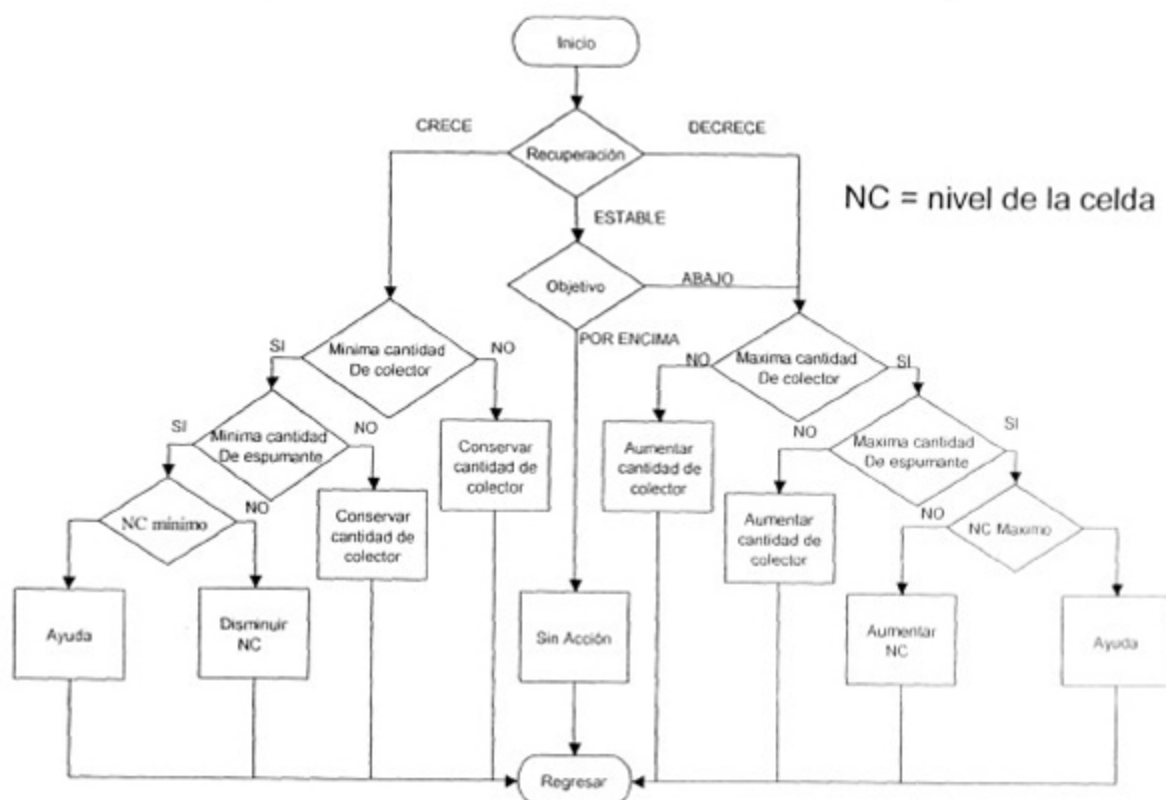 Inicio
CRECE
DECRECE
Recuperación
NC = nivel de la celda
ESTABLE
Objetivo
ABAJO
POR ENCIMA
SI
Minima cantidad
De colector
NO
NO
Maxima cantidad
De colector
SI
SI
Minima cantidad
De espumante
NO
Conservar
cantidad de
colector
Aumentar
cantidad de
colector
NO
Maxima cantidad
De espumante
SI
NC mínimo
NO
Conservar
cantidad de
colector
Aumentar
cantidad de
colector
NO
NC Maximo
Ayuda
Disminuir
NC
Sin Acción
Aumentar
NC
Ayuda
Regresar